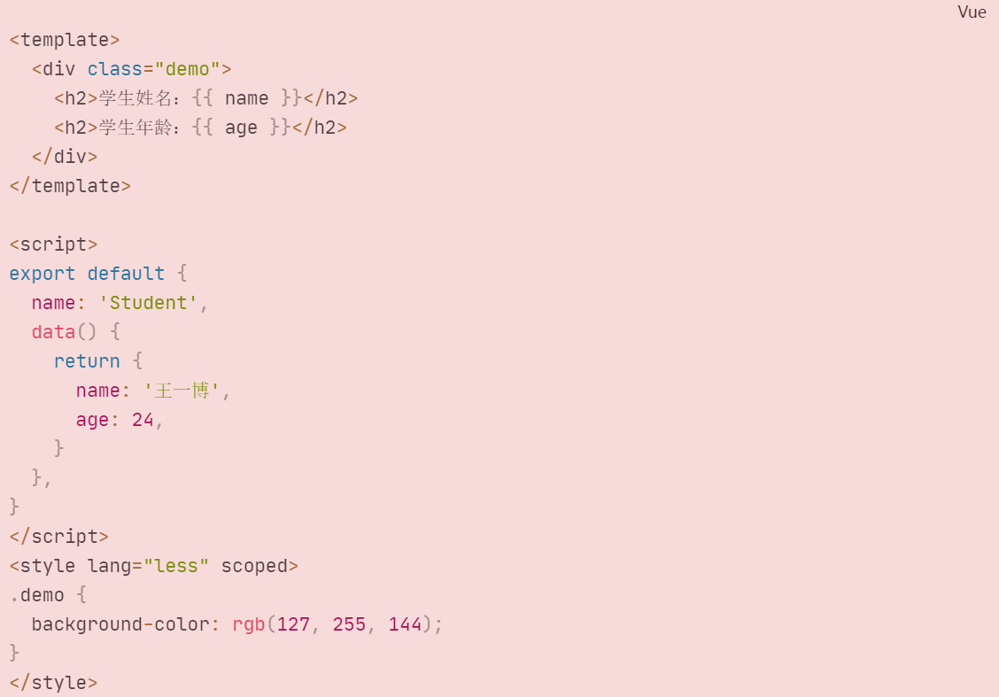 Vue
<template>
  <div class="demo">
    <h2>学生姓名：{{ name }}</h2>
    <h2>学生年龄：{{ age }}</h2>
  </div>
</template>

<script>
export default {
  name: 'Student',
  data() {
    return {
      name: '王一博',
      age: 24,
    }
  },
}
</script>
<style lang="less" scoped>
.demo {
  background-color: rgb(127, 255, 144);
}
</style>